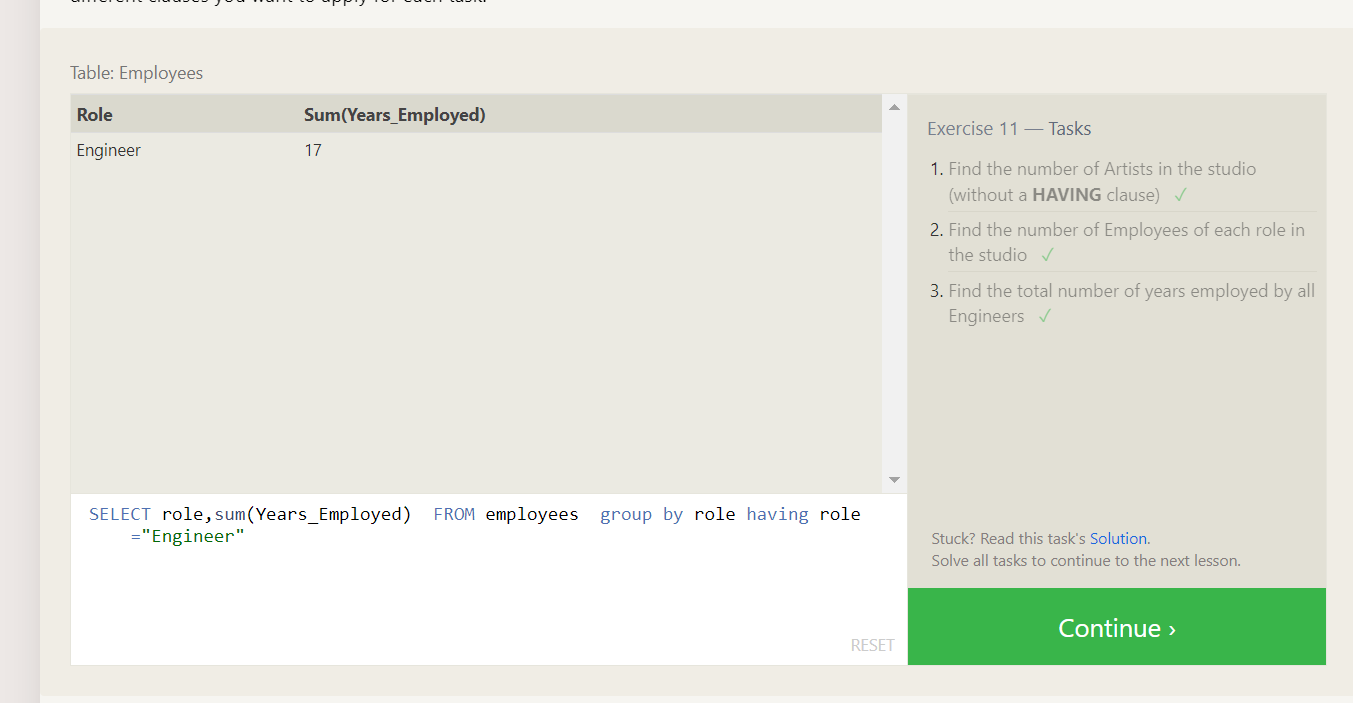 different clauses you want to apply for each task.
Table: Employees
Role Sum(Years_Employed)
Engineer 17
SELECT role,sum(Years_Employed)  FROM employees  group by role having role
="Engineer"
RESET
Exercise 11 — Tasks
1. Find the number of Artists in the studio
(without a HAVING clause) ✓
2. Find the number of Employees of each role in
the studio ✓
3. Find the total number of years employed by all
Engineers ✓
Stuck? Read this task's Solution.
Solve all tasks to continue to the next lesson.
Continue ›